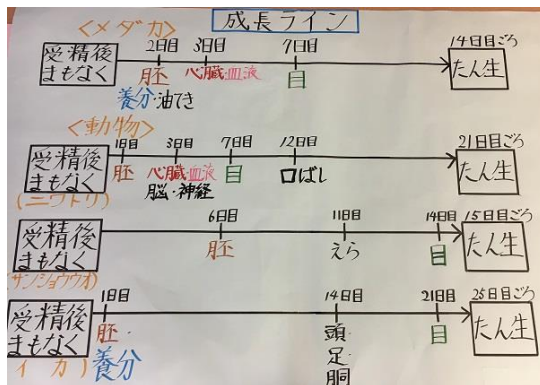 成長ライン
<メダカ>
受精後
まもなく
2日目
3日目
7日目
14日目ごろ
胚
心臓・血液
目
たん生
養分・油てき
<動物>
受精後
まもなく
(ニワトリ)
1日目
3日目
7日目
12日目
21日目ごろ
胚
心臓・血液
目
口ばし
たん生
脳・神経
受精後
まもなく
(サンショウウオ)
6日目
11日目
14日目
15日目ごろ
胚
えら
目
たん生
受精後
まもなく
(イカ)
1日目
14日目
21日目
25日目ごろ
胚・
養分
頭・
足・
胴
目
たん生